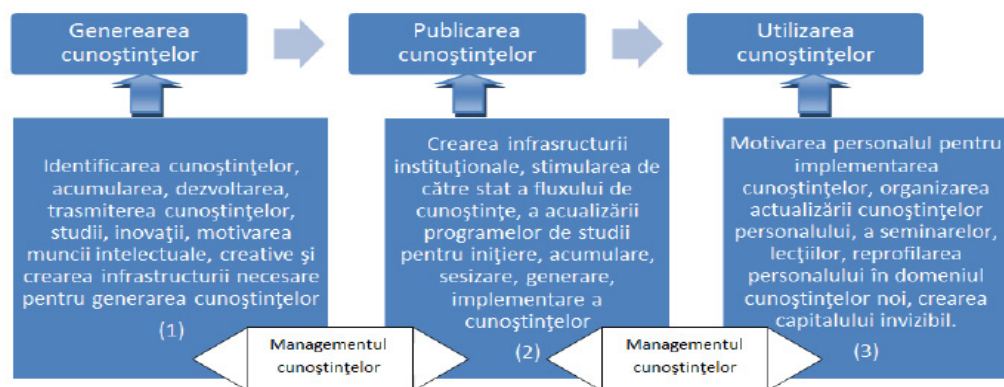 Generearea
cunoştinţelor
Publicarea
cunoştinţelor
Utilizarea
cunoştinţelor
Identificarea cunoştinţelor,
acumularea, dezvoltarea,
trasmiterea cunoştinţelor,
studii, inovaţii, motivarea
muncii intelectuale, creative şi
crearea infrastructurii necesare
pentru generarea cunoştinţelor
(1)
Crearea infrasructurii
instituţionale, stimularea de
către stat a fluxului de
cunoştinţe, a acualizării
programelor de studii
pentru iniţiere, acumulare,
sesizare, generare,
implementare a
cunoştinţelor
(2)
Motivarea personalul pentru
implementarea
cunoştinţelor, organizarea
actualizării cunoştinţelor
personalului, a seminarelor,
lecţiilor, reprofilarea
personalului în domeniul
cunoştinţelor noi, crearea
capitalului invizibil.
(3)
Managementul
cunoştinţelor
Managementul
cunoştinţelor